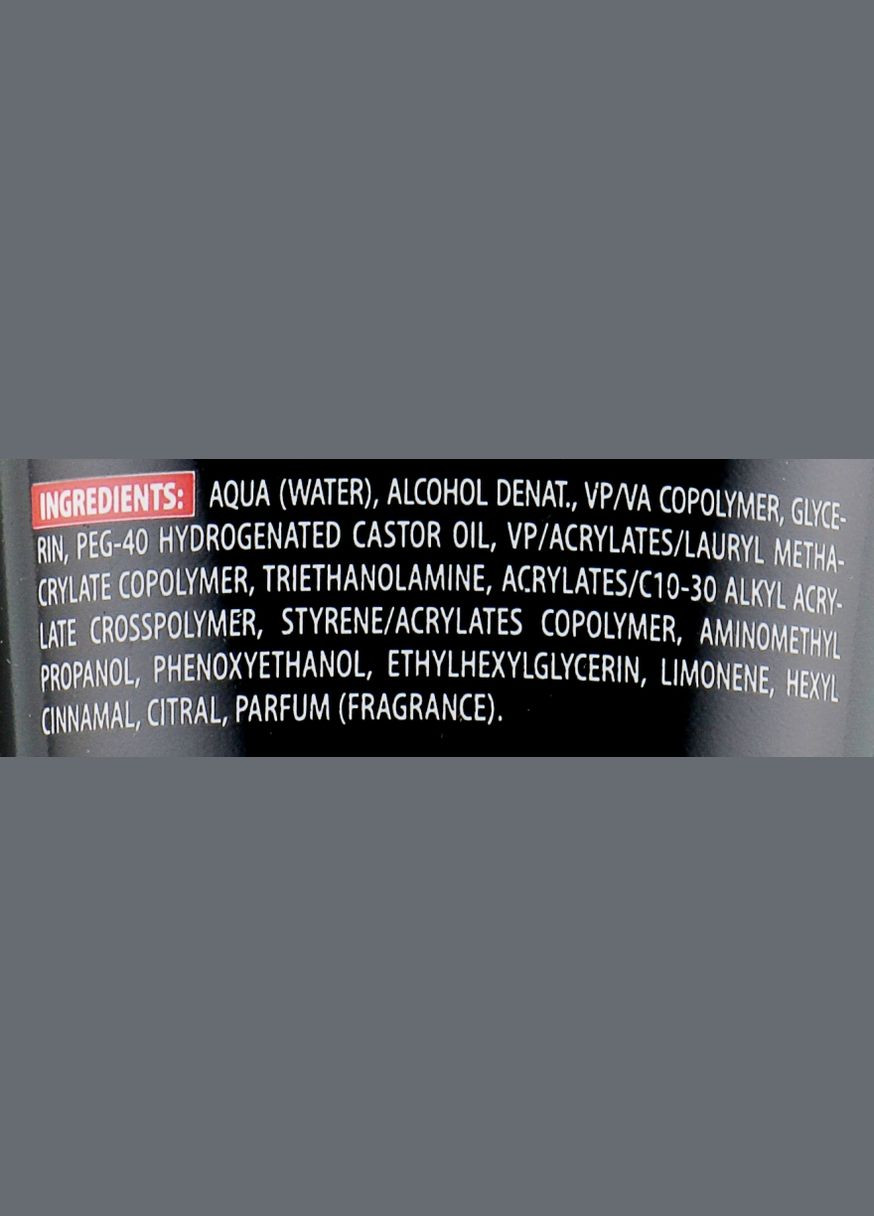 INGREDIENTS: AQUA (WATER), ALCOHOL DENAT., VP/VA COPOLYMER, GLYCE-
RIN, PEG-40 HYDROGENATED CASTOR OIL, VP/ACRYLATES/LAURYL METHA-
CRYLATE COPOLYMER, TRIETHANOLAMINE, ACRYLATES/C10-30 ALKYL ACRY-
LATE CROSSPOLYMER, STYRENE/ACRYLATES COPOLYMER, AMINOMETHYL
PROPANOL, PHENOXYETHANOL, ETHYLHEXYLGLYCERIN, LIMONENE, HEXYL
CINNAMAL, CITRAL, PARFUM (FRAGRANCE).